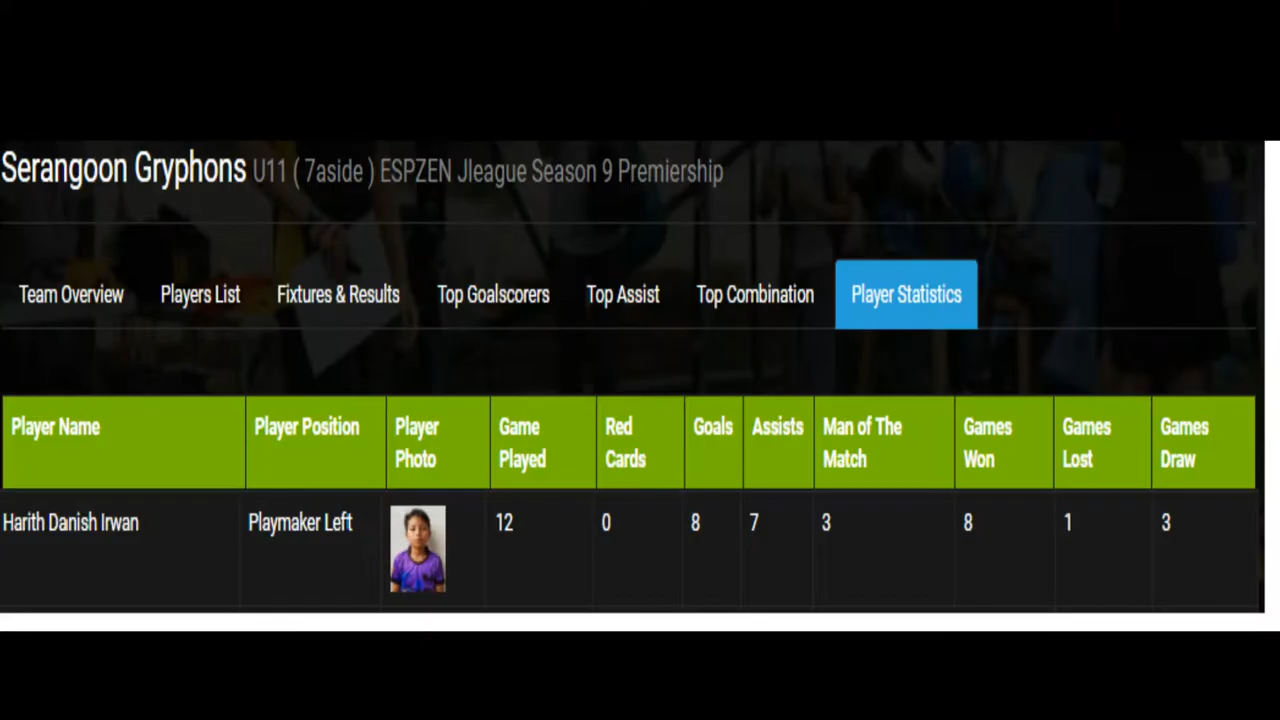 Serangoon Gryphons U11 ( 7aside ) ESPZEN Jleague Season 9 Premiership
Team Overview Players List Fixtures & Results Top Goalscorers Top Assist Top Combination Player Statistics
Player Name Player Position Player Photo Game Played Red Cards Goals Assists Man of The Match Games Won Games Lost Games Draw
Harith Danish Irwan Playmaker Left 12 0 8 7 3 8 1 3